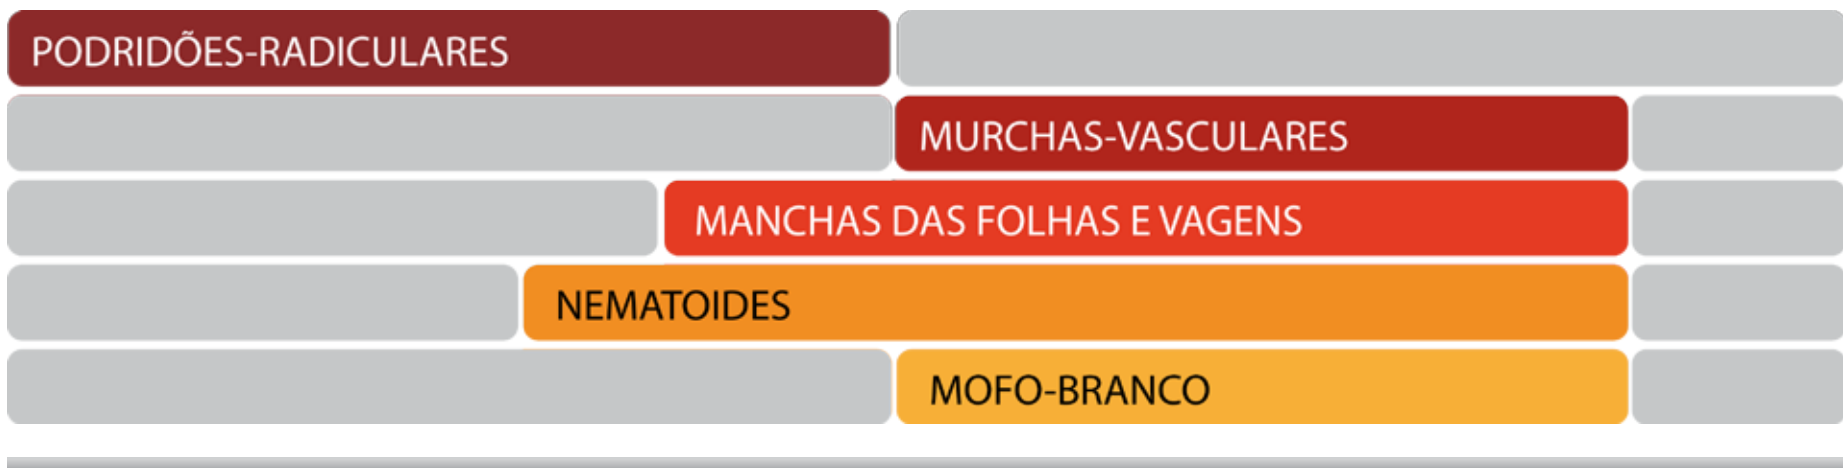 PODRIDÕES-RADICULARES
MURCHAS-VASCULARES
MANCHAS DAS FOLHAS E VAGENS
NEMATOIDES
MOFO-BRANCO